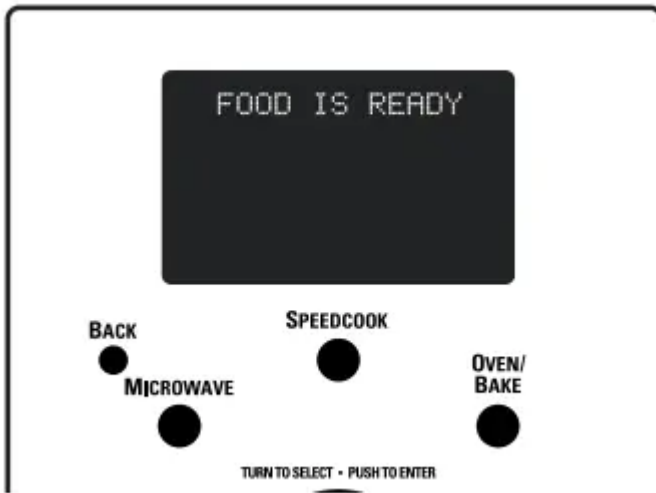 FOOD IS READY
SPEEDCOOK
BACK
OVEN/
BAKE
MICROWAVE
TURN TO SELECT • PUSH TO ENTER